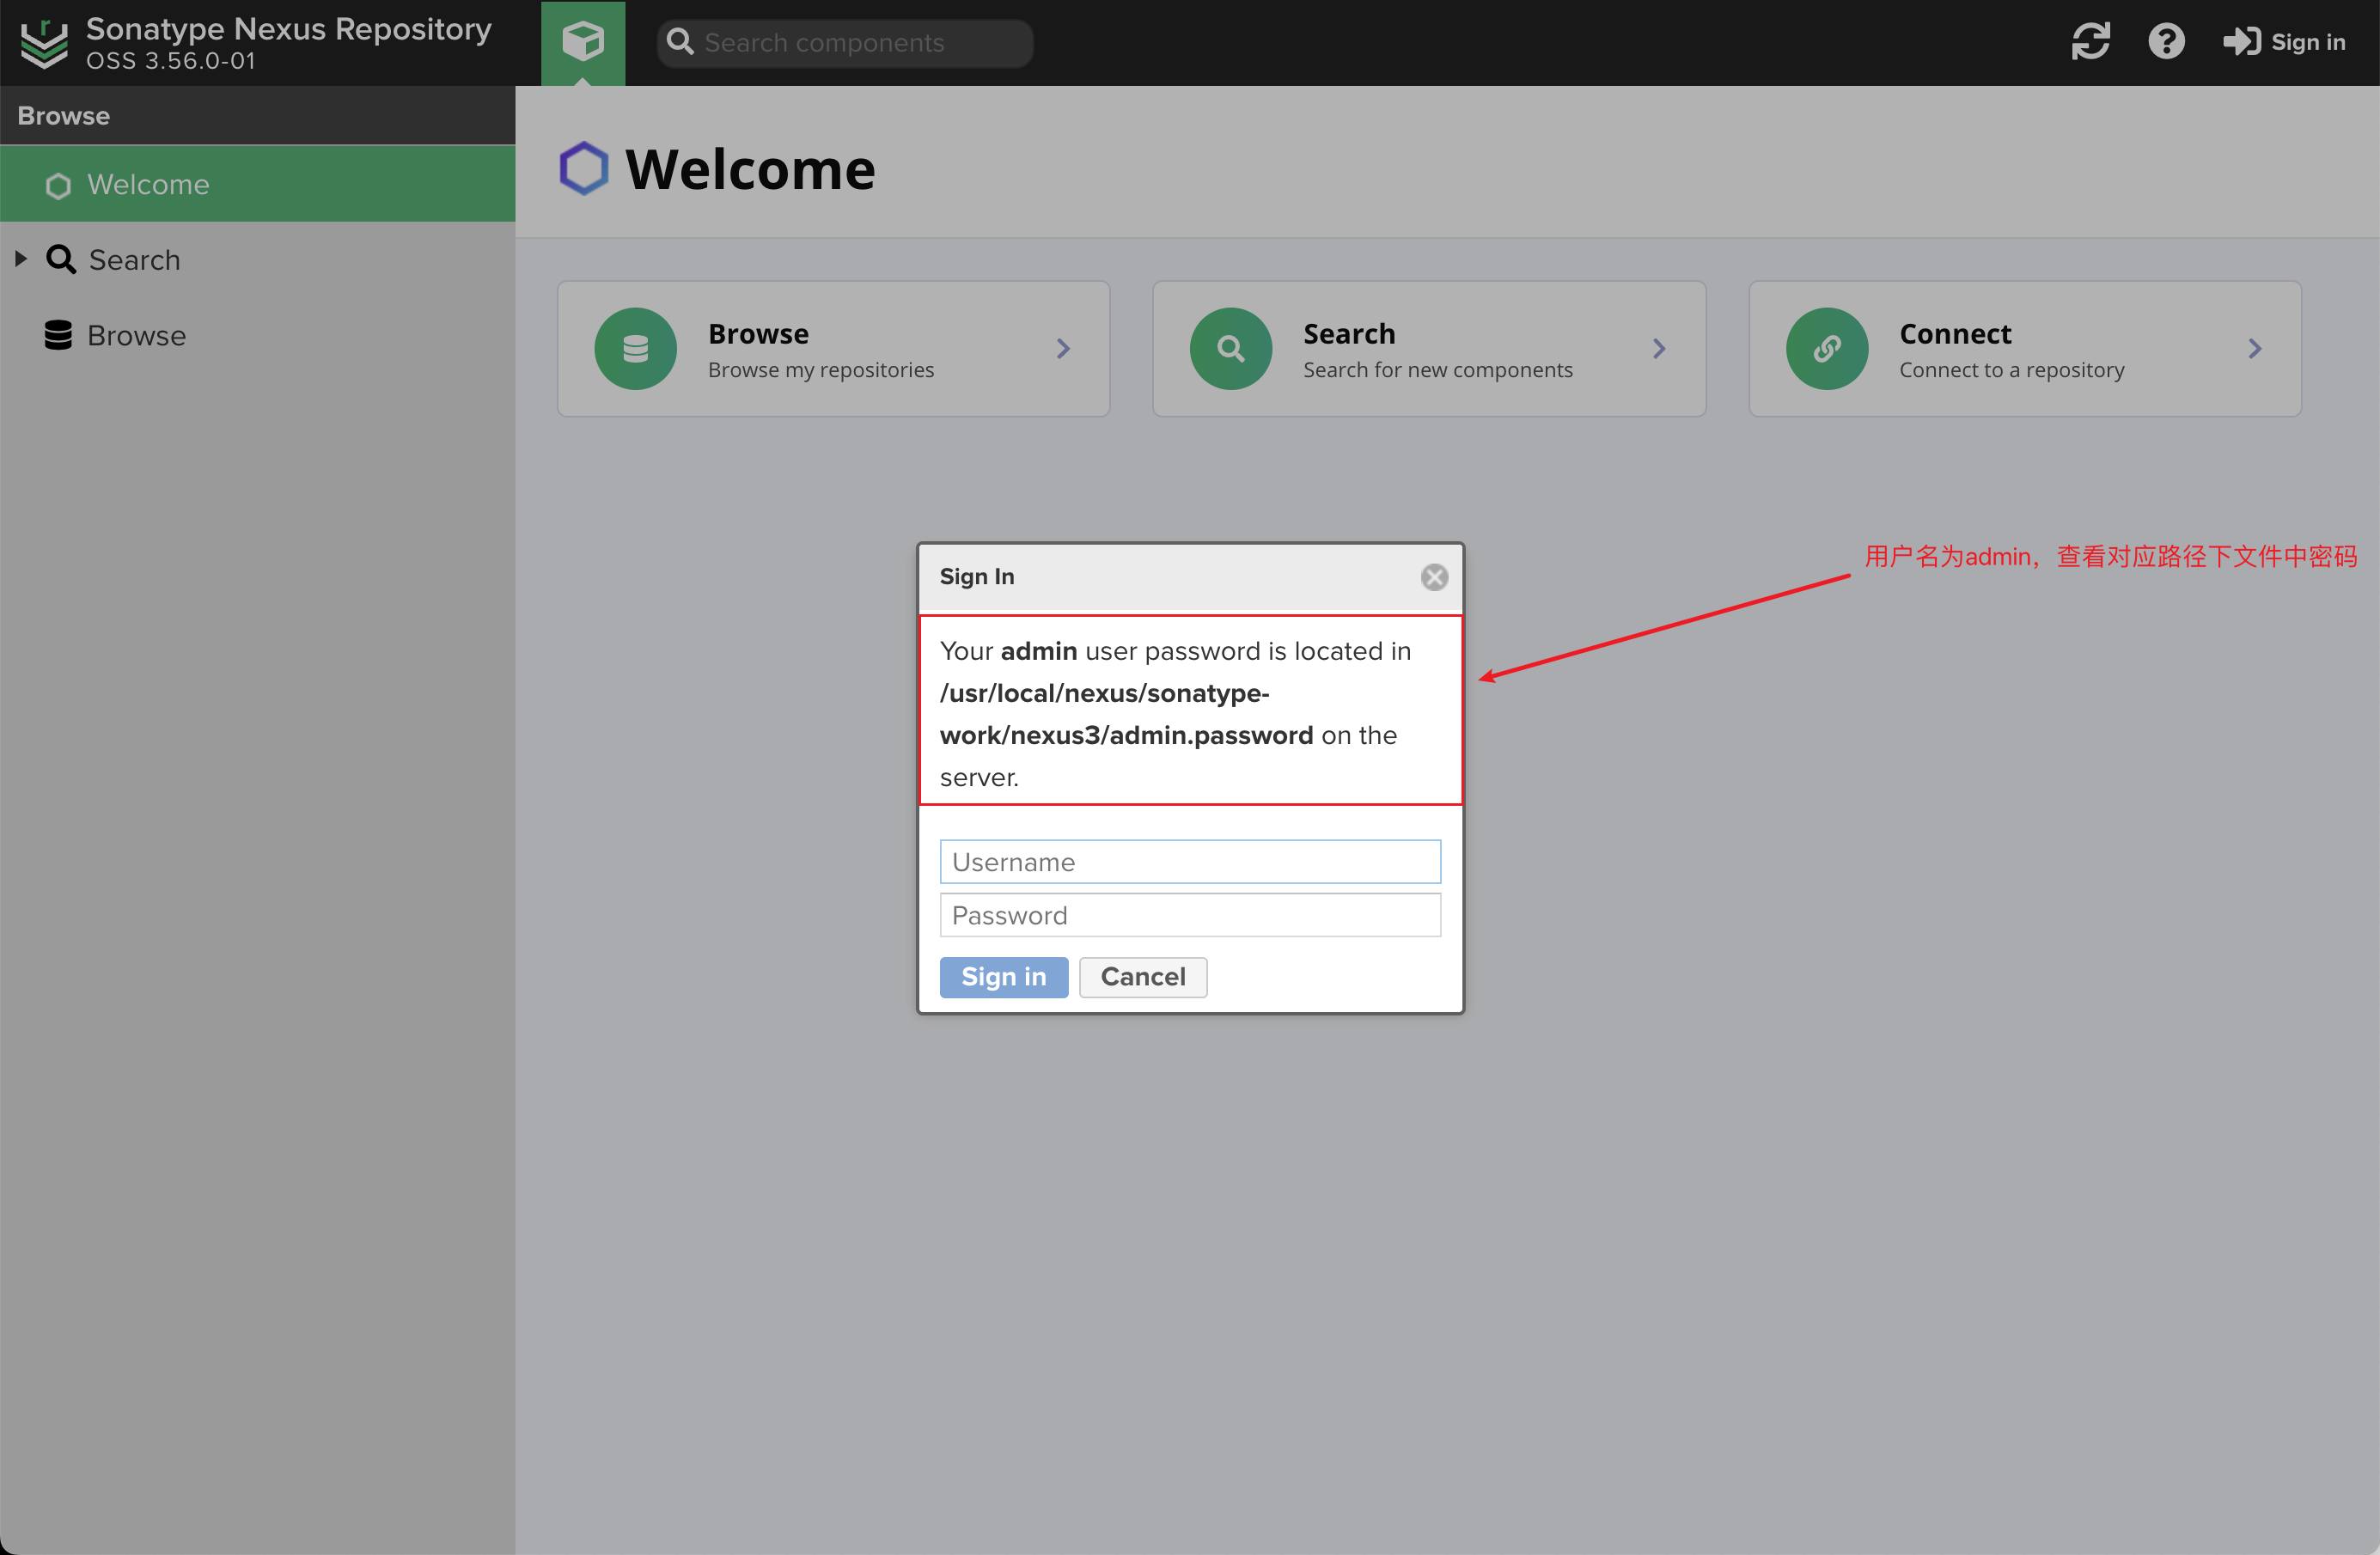 Sonatype Nexus Repository
OSS 3.56.0-01
Search components
Sign in
Browse
Welcome
Search
Browse
Welcome
Browse
Browse my repositories
Search
Search for new components
Connect
Connect to a repository
用户名为admin，查看对应路径下文件中密码
Sign In
Your admin user password is located in
/usr/local/nexus/sonatype-
work/nexus3/admin.password on the
server.
Username
Password
Sign in
Cancel